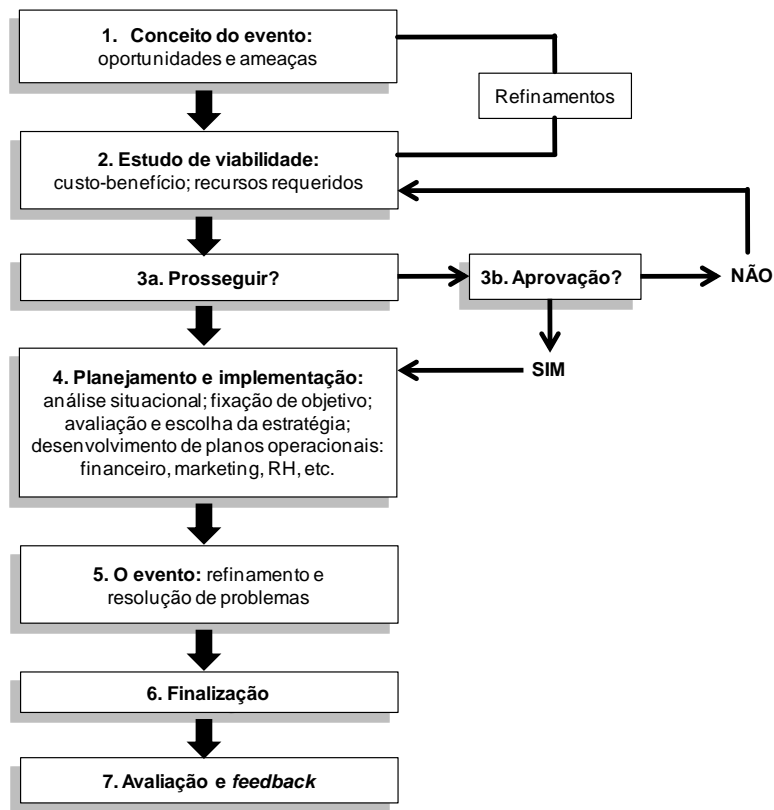 1. Conceito do evento:
oportunidades e ameaças
Refinamentos
2. Estudo de viabilidade:
custo-benefício; recursos requeridos
3a. Prosseguir?
3b. Aprovação?
NÃO
SIM
4. Planejamento e implementação:
análise situacional; fixação de objetivo;
avaliação e escolha da estratégia;
desenvolvimento de planos operacionais:
financeiro, marketing, RH, etc.
5. O evento: refinamento e
resolução de problemas
6. Finalização
7. Avaliação e feedback